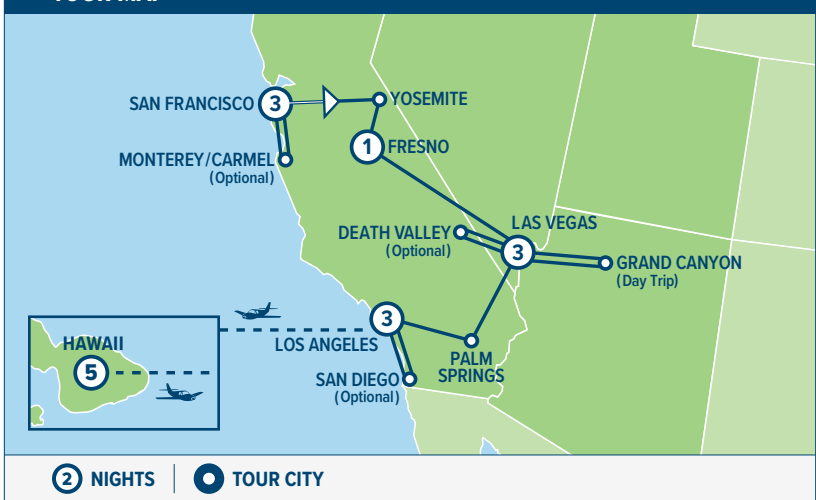 SAN FRANCISCO 3
YOSEMITE
1 FRESNO
MONTEREY/CARMEL
(Optional)
LAS VEGAS
3
DEATH VALLEY
(Optional)
GRAND CANYON
(Day Trip)
3
LOS ANGELES
PALM
SPRINGS
SAN DIEGO
(Optional)
HAWAII
5
2 NIGHTS
TOUR CITY